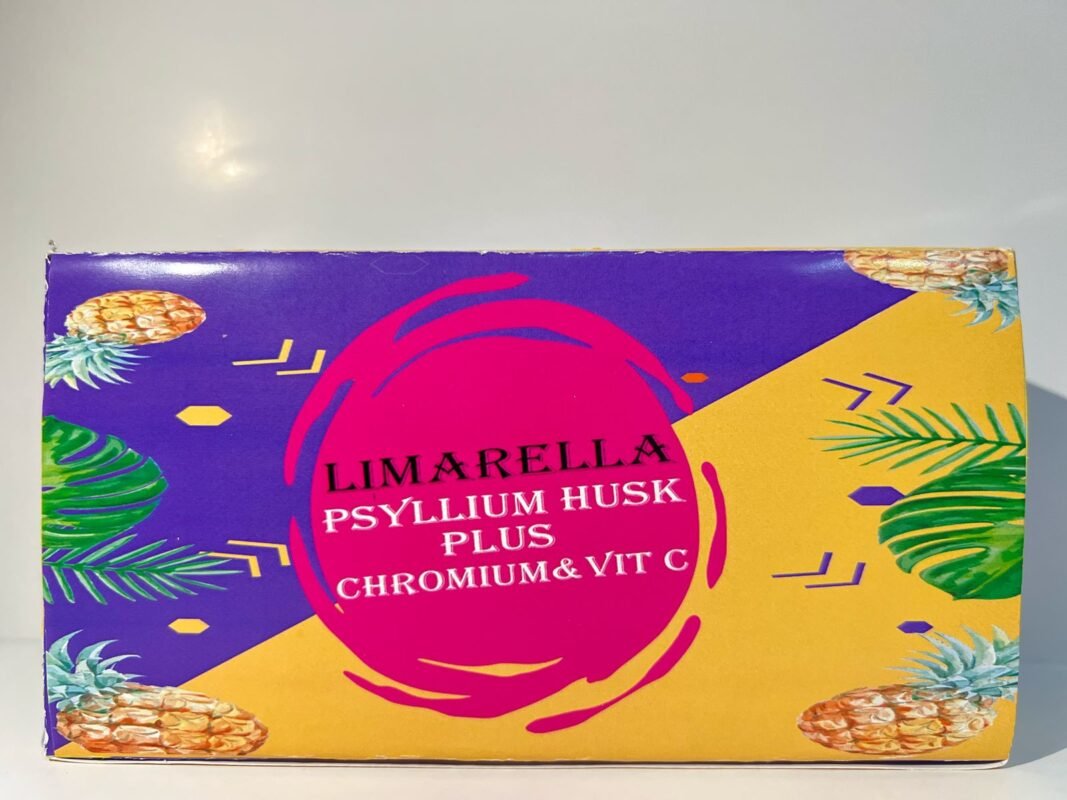 LIMARELLA
PSYLLIUM HUSK
PLUS
CHROMIUM & VIT C